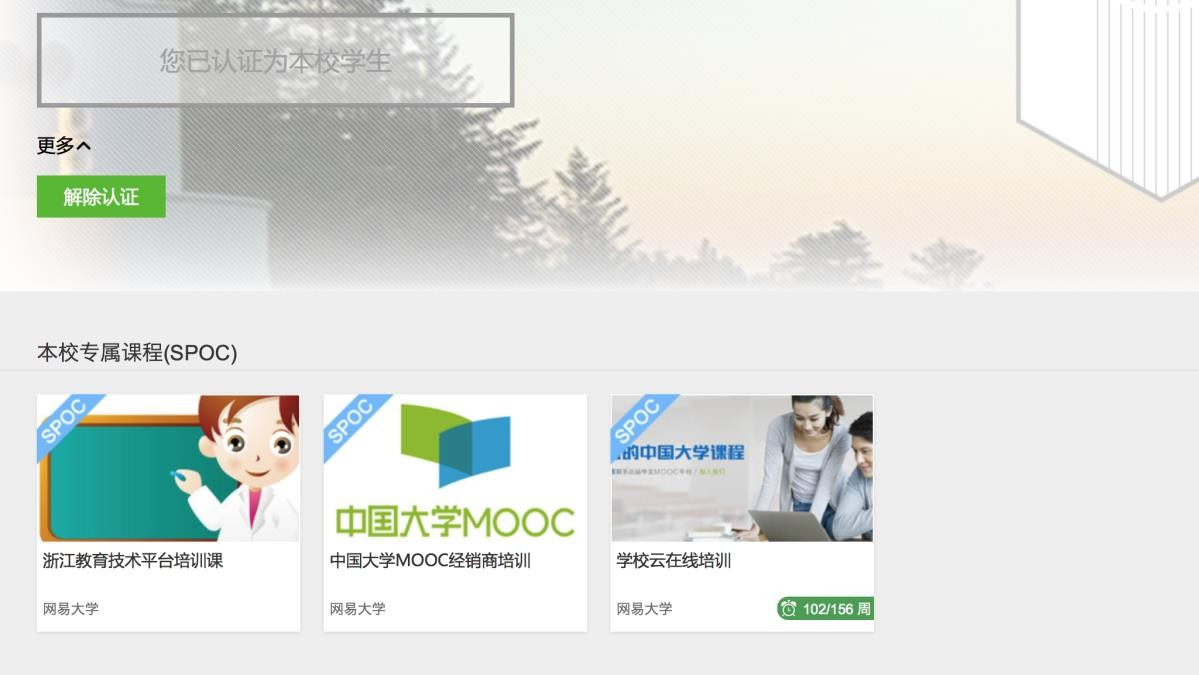 您已认证为本校学生
更多
解除认证
本校专属课程(SPOC)
SPOC
SPOC
中国大学MOOC
SPOC
的中国大学课程
浙江教育技术平台培训课
中国大学MOOC经销商培训
学校云在线培训
网易大学
网易大学
网易大学
102/156 周